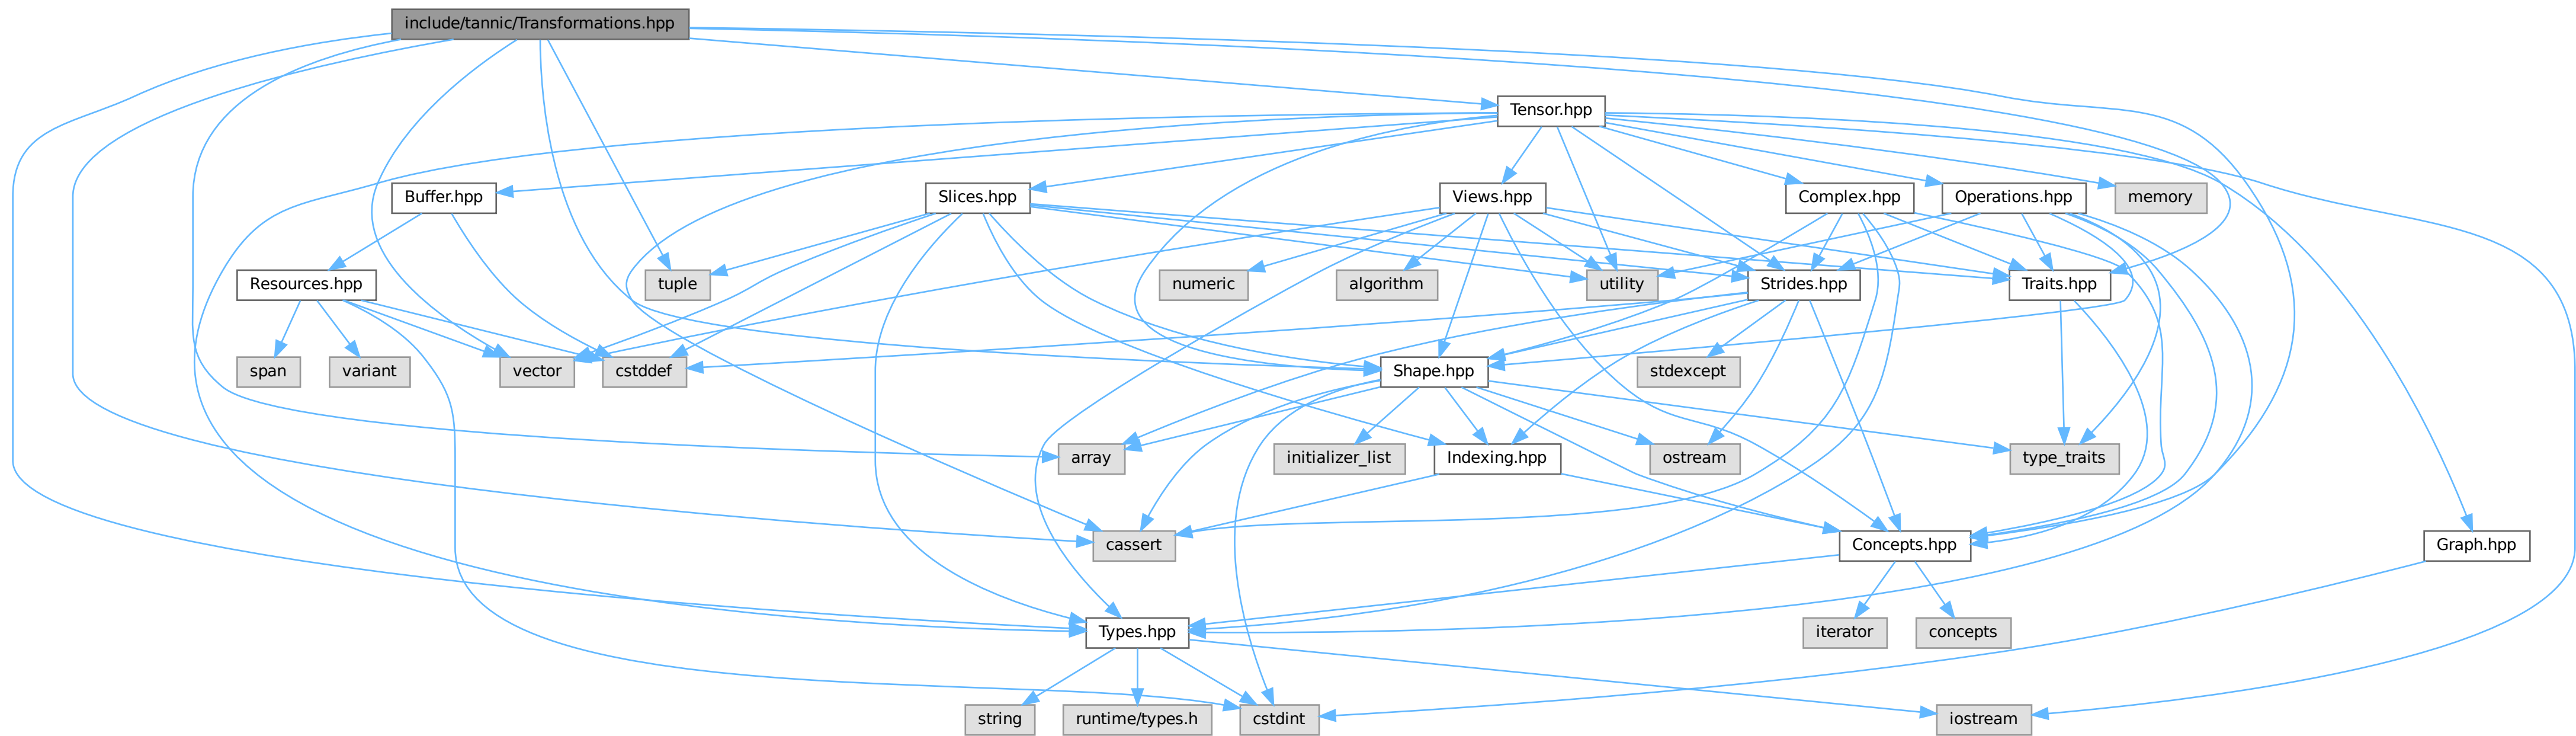 include/tannic/Transformations.hpp
Tensor.hpp
Buffer.hpp
Slices.hpp
Views.hpp
Complex.hpp
Operations.hpp
memory
Resources.hpp
tuple
numeric
algorithm
utility
Strides.hpp
Traits.hpp
span
variant
vector
cstddef
Shape.hpp
stdexcept
array
initializer_list
Indexing.hpp
ostream
type_traits
cassert
Concepts.hpp
Graph.hpp
Types.hpp
iterator
concepts
string
runtime/types.h
cstdint
iostream